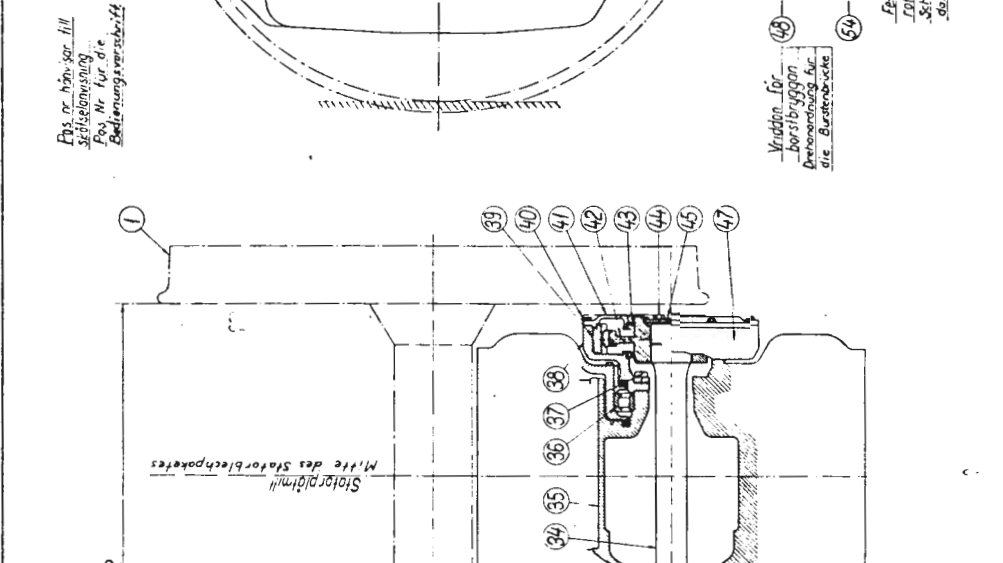 Pos nr hänvisar till
skötselanvisning
Pos Nr für die
Bedienungsvorschrift
48
54
Vriddon för
borstbryggan
Drehanordnung für
die Burstenbrücke
1
39
40
41
42
43
44
45
47
38
37
36
35
34
Statorplåtmitt
Mitte des Statorblechpaketes